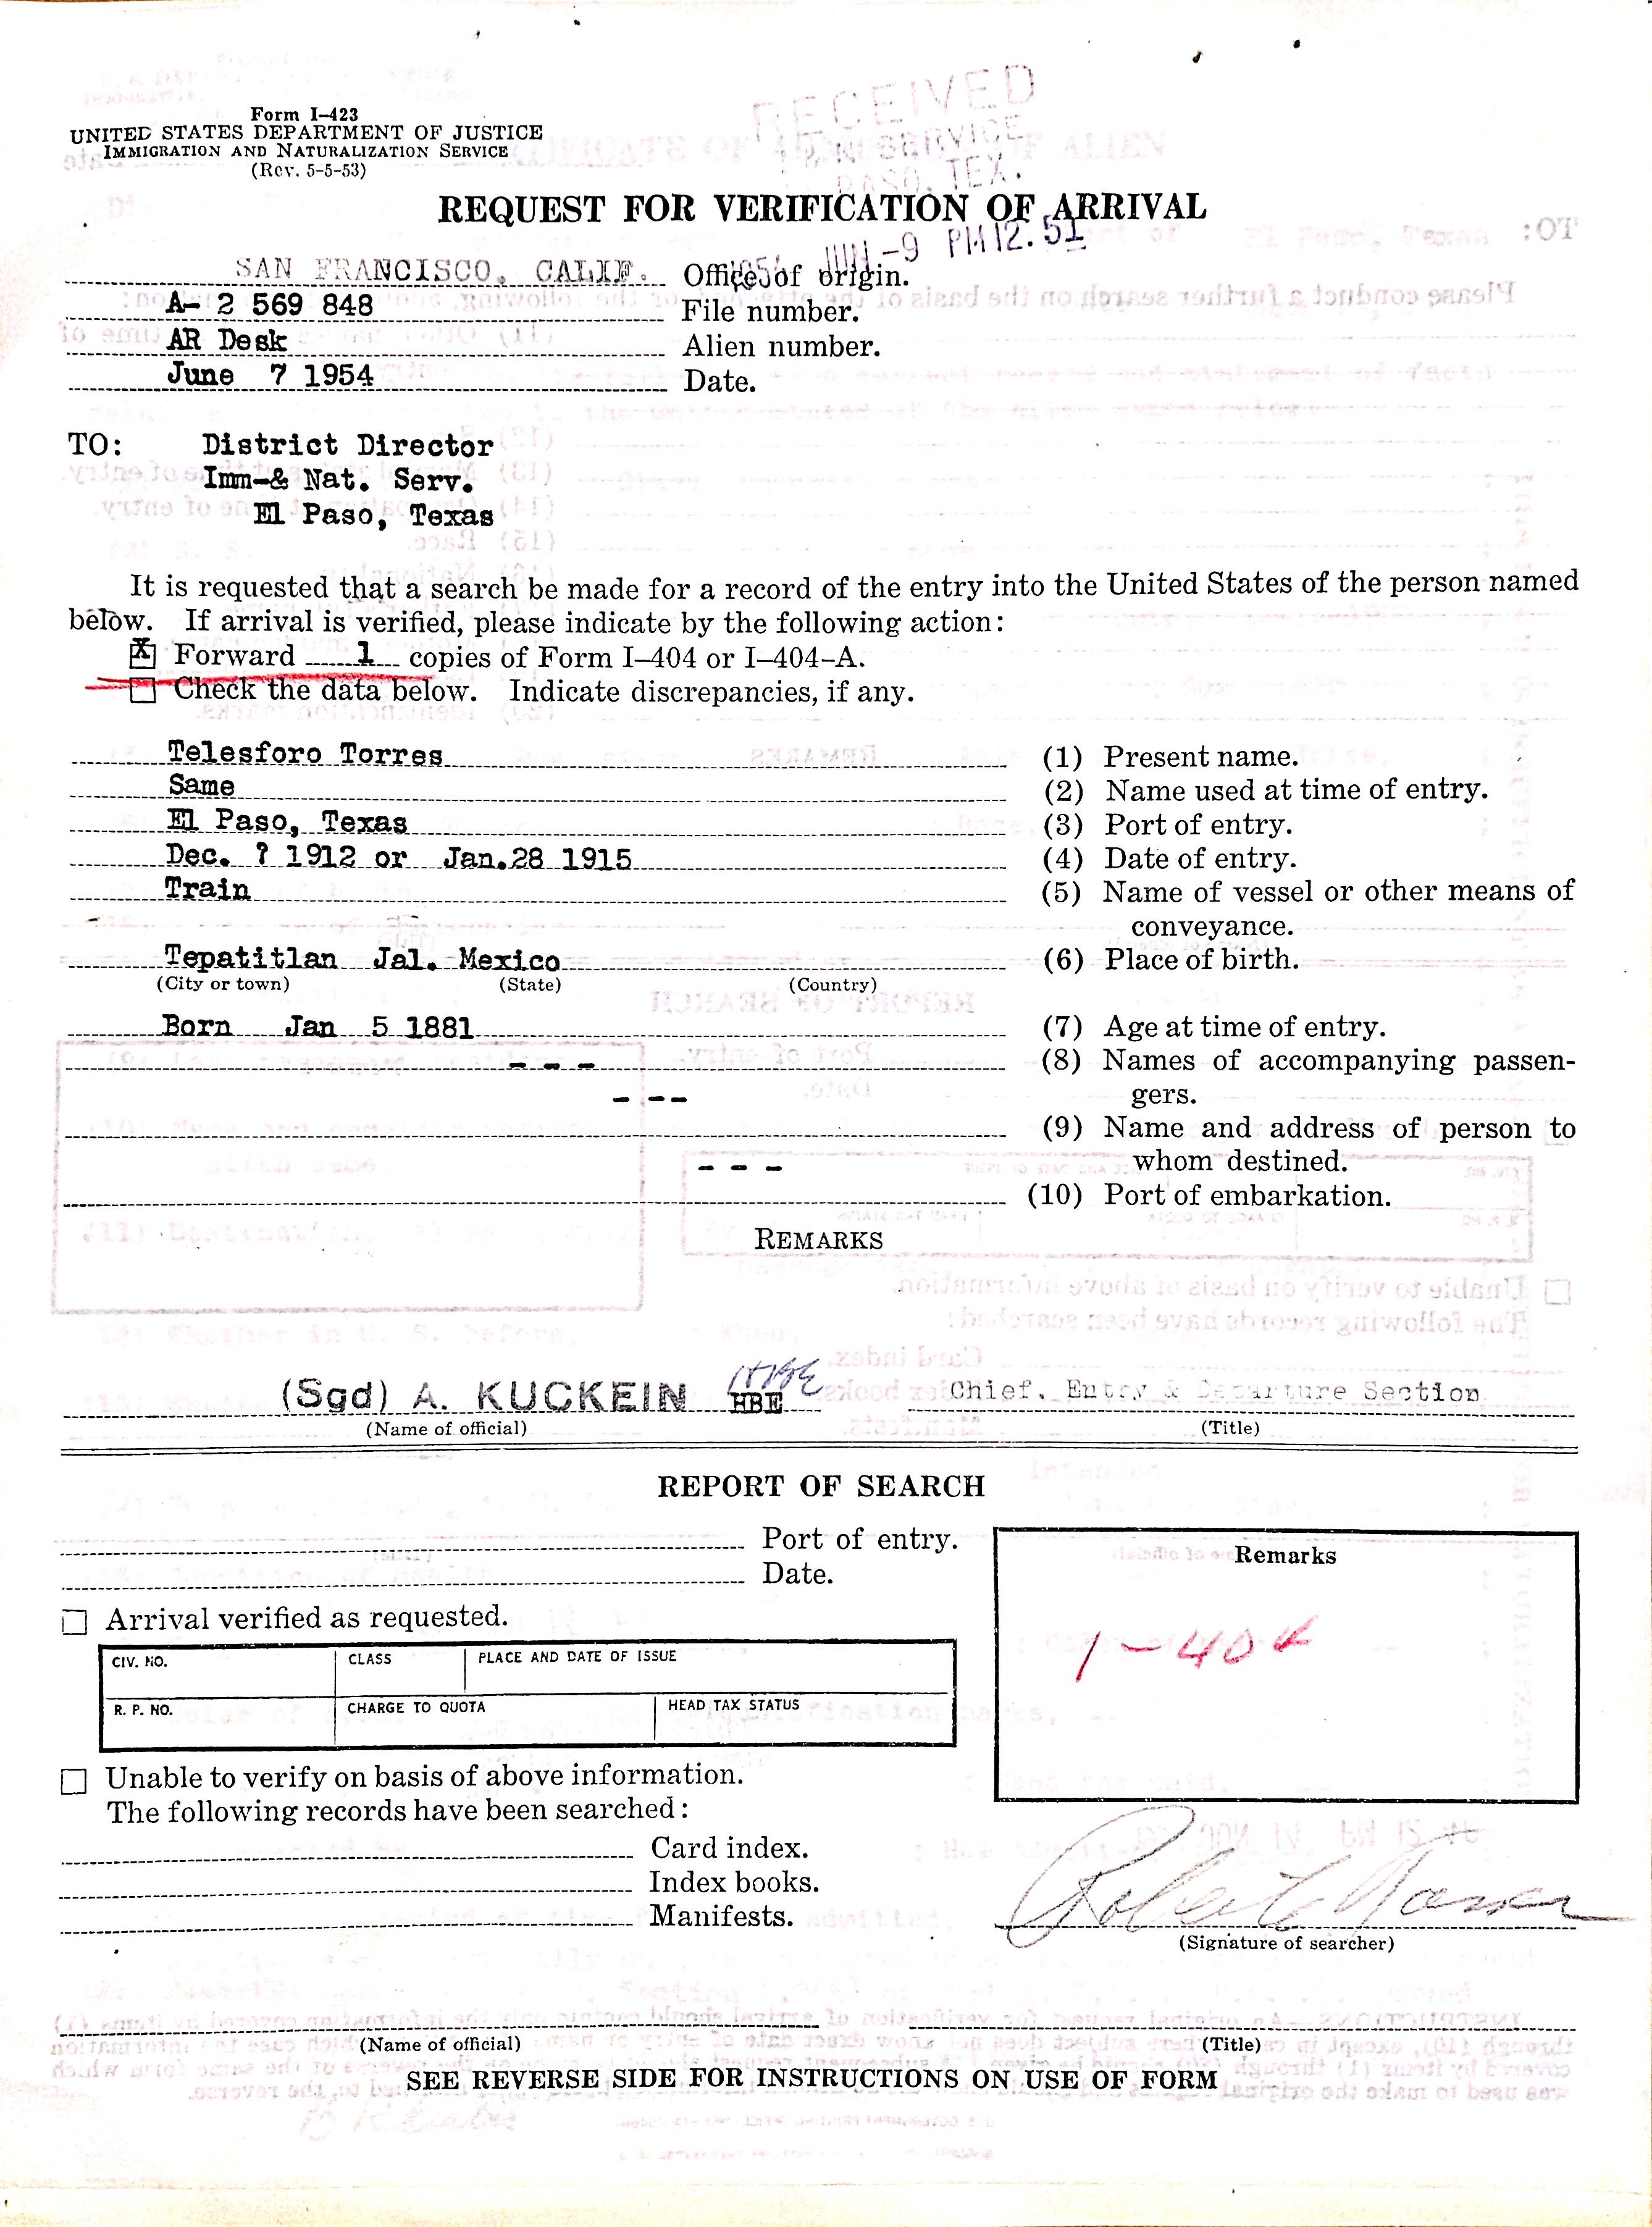 Form I-423
UNITED STATES DEPARTMENT OF JUSTICE
IMMIGRATION AND NATURALIZATION SERVICE
(Rev. 5-5-53)
RECEIVED
SERVICE
PASO, TEX.
REQUEST FOR VERIFICATION OF ARRIVAL
JUN -9 PM 12.51
SAN FRANCISCO, CALIF. Office of origin.
A- 2 569 848 File number.
AR Desk Alien number.
June 7 1954 Date.
TO: District Director
Imm-& Nat. Serv.
El Paso, Texas
It is requested that a search be made for a record of the entry into the United States of the person named
below. If arrival is verified, please indicate by the following action:
X Forward 1 copies of Form I-404 or I-404-A.
Check the data below. Indicate discrepancies, if any.
Telesforo Torres (1) Present name.
Same (2) Name used at time of entry.
El Paso, Texas (3) Port of entry.
Dec. ? 1912 or Jan.28 1915 (4) Date of entry.
Train (5) Name of vessel or other means of
conveyance.
Tepatitlan Jal. Mexico (6) Place of birth.
(City or town) (State) (Country)
Born Jan 5 1881 (7) Age at time of entry.
- - - (8) Names of accompanying passen-
- -- gers.
(9) Name and address of person to
- - - whom destined.
(10) Port of embarkation.
REMARKS
(Sgd) A. KUCKEIN HBE Chief, Entry & Departure Section
(Name of official) (Title)
REPORT OF SEARCH
Port of entry.
Date.
Remarks
1 - 404
Arrival verified as requested.
CIV. NO. CLASS PLACE AND DATE OF ISSUE
R. P. NO. CHARGE TO QUOTA HEAD TAX STATUS
Unable to verify on basis of above information.
The following records have been searched:
Card index.
Index books.
Manifests.
(Signature of searcher)
(Name of official) (Title)
SEE REVERSE SIDE FOR INSTRUCTIONS ON USE OF FORM